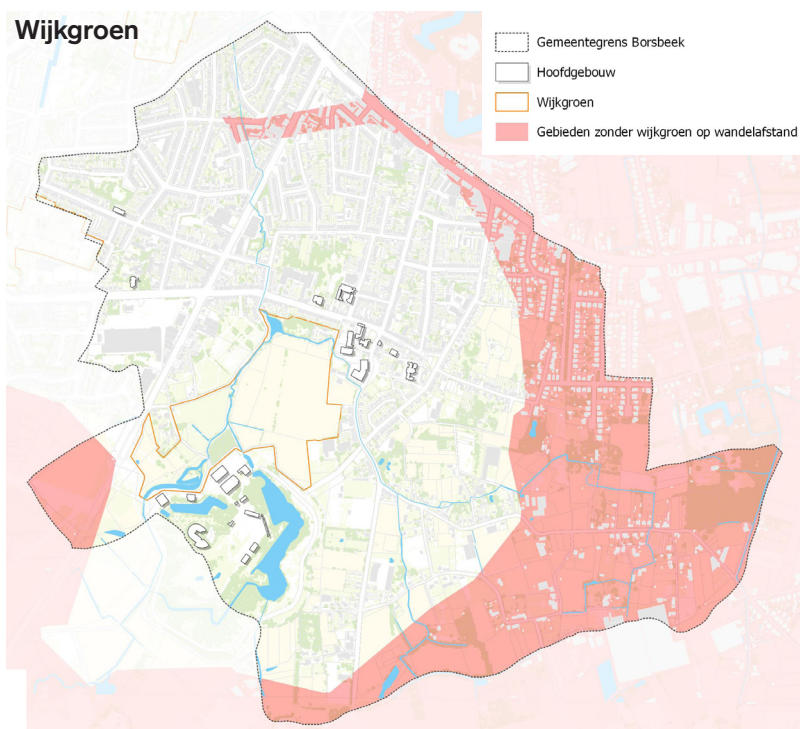 Wijkgroen
Gemeentegrens Borsbeek
Hoofdgebouw
Wijkgroen
Gebieden zonder wijkgroen op wandelafstand